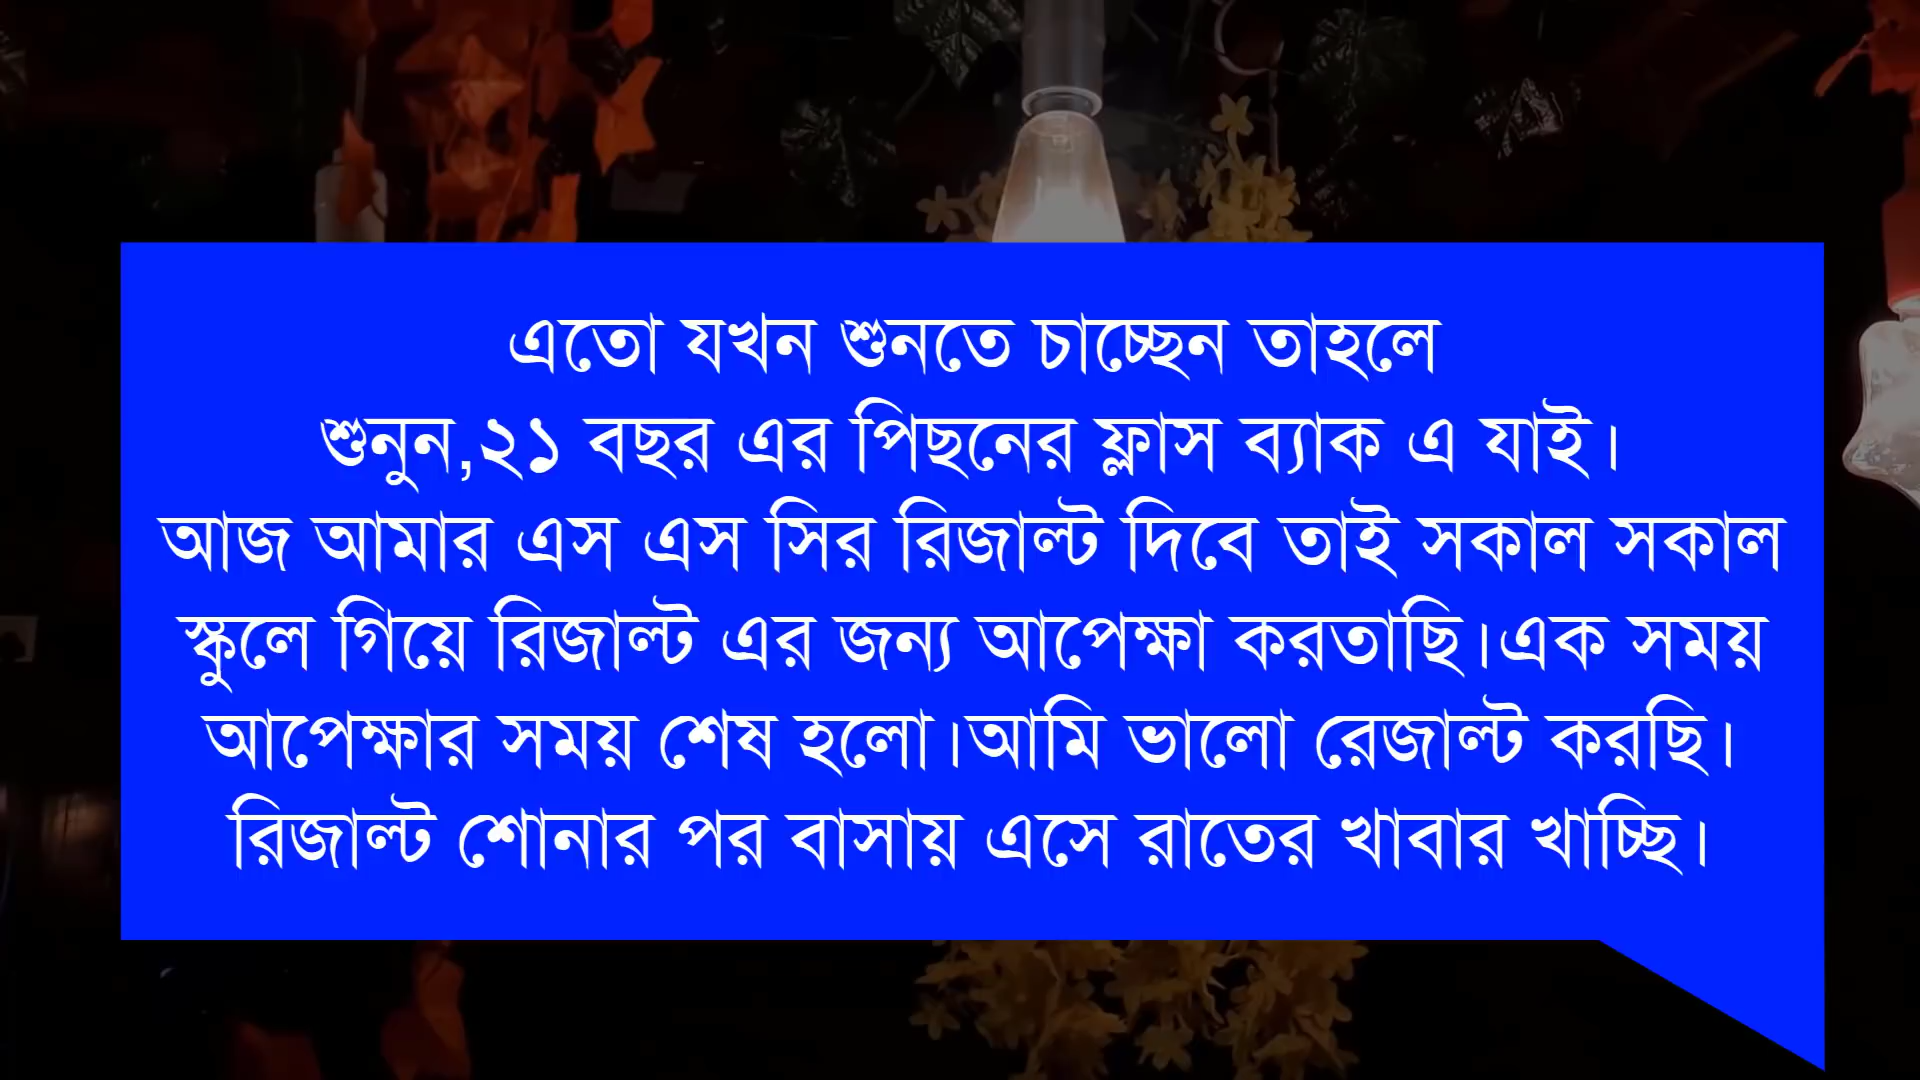 এতো যখন শুনতে চাচ্ছেন তাহলে
শুনুন,২১ বছর এর পিছনের ফ্লাস ব্যাক এ যাই।
আজ আমার এস এস সির রিজাল্ট দিবে তাই সকাল সকাল
স্কুলে গিয়ে রিজাল্ট এর জন্য আপেক্ষা করতাছি।এক সময়
আপেক্ষার সময় শেষ হলো।আমি ভালো রেজাল্ট করছি।
রিজাল্ট শোনার পর বাসায় এসে রাতের খাবার খাচ্ছি।